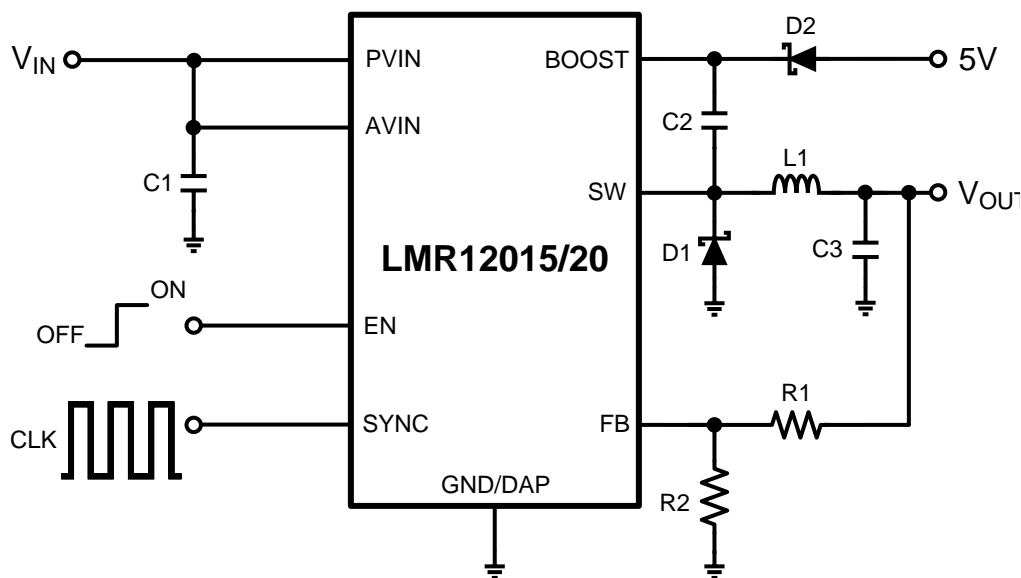 D2
VIN
PVIN
BOOST
5V
AVIN
C2
C1
L1
SW
VOUT
LMR12015/20
D1
C3
ON
OFF
EN
R1
CLK
SYNC
FB
GND/DAP
R2